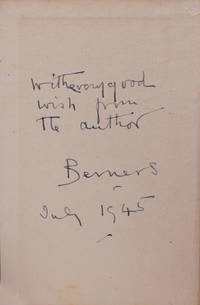 with every good
wish from
the author
Berners
July 1945